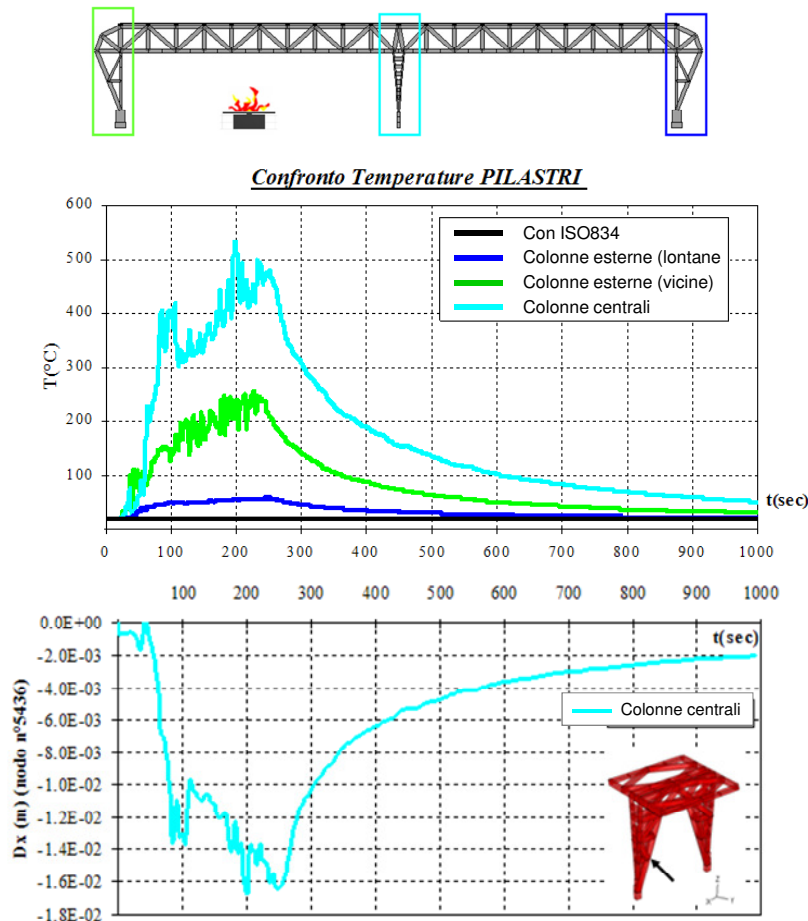 Confronto Temperature PILASTRI
600
500
400
300
200
100
T(°C)
Con ISO834
Colonne esterne (lontane
Colonne esterne (vicine)
Colonne centrali
t(sec)
0 100 200 300 400 500 600 700 800 900 1000
100 200 300 400 500 600 700 800 900 1000
0.0E+00
-2.0E-03
-4.0E-03
-6.0E-03
-8.0E-03
-1.0E-02
-1.2E-02
-1.4E-02
-1.6E-02
-1.8E-02
Dx (m) (nodo n°5436)
t(sec)
Colonne centrali
Z
X Y